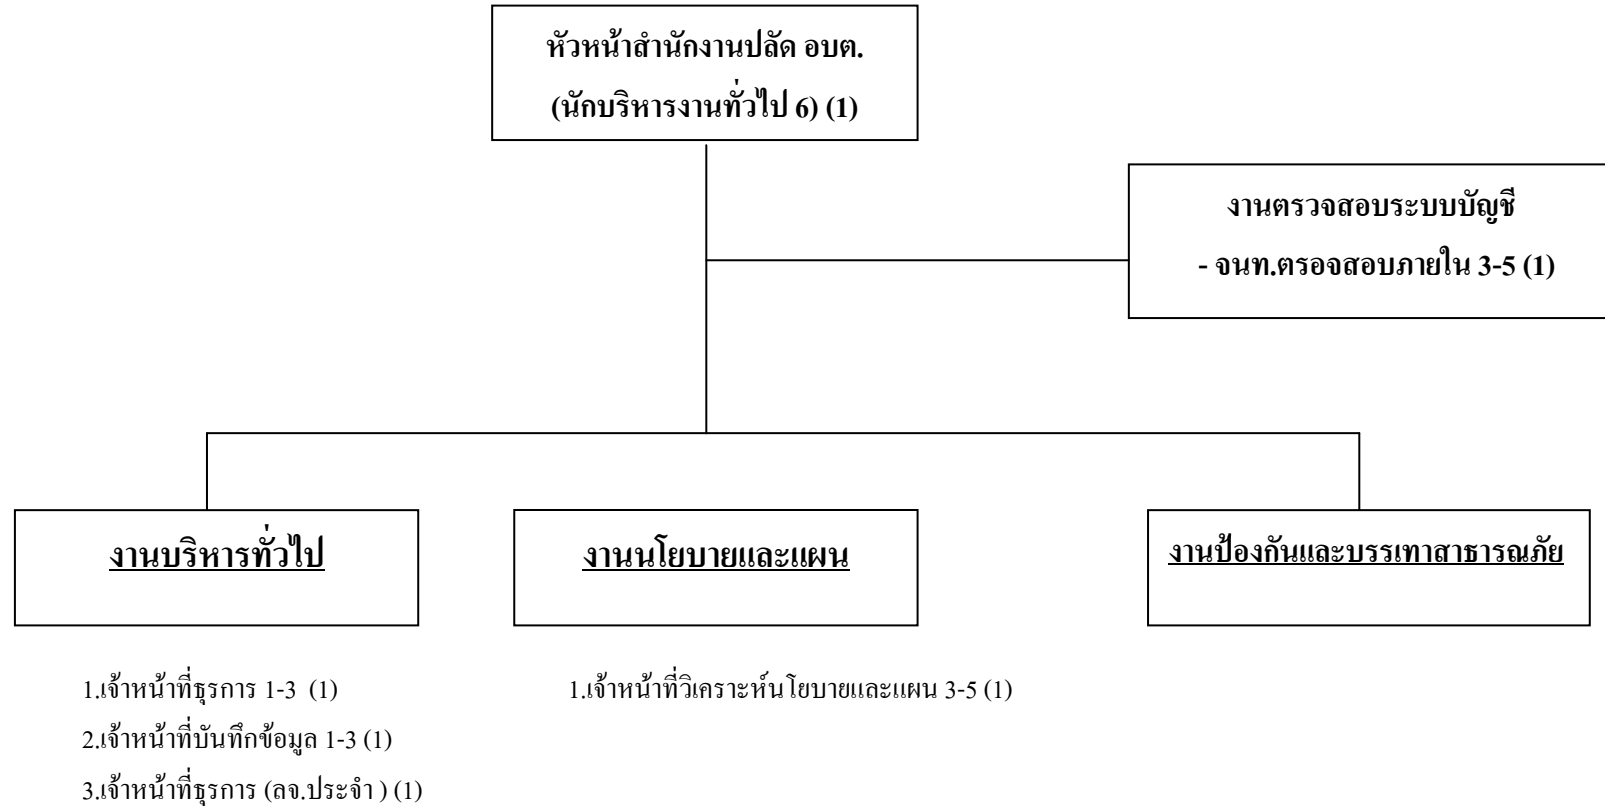 หัวหน้าสำนักงานปลัด อบต.
(นักบริหารงานทั่วไป 6) (1)
งานตรวจสอบระบบบัญชี
- จนท.ตรอจสอบภายใน 3-5 (1)
งานบริหารทั่วไป
งานนโยบายและแผน
งานป้องกันและบรรเทาสาธารณภัย
1.เจ้าหน้าที่ธุรการ 1-3 (1)
2.เจ้าหน้าที่บันทึกข้อมูล 1-3 (1)
3.เจ้าหน้าที่ธุรการ (ลจ.ประจำ ) (1)
1.เจ้าหน้าที่วิเคราะห์นโยบายและแผน 3-5 (1)